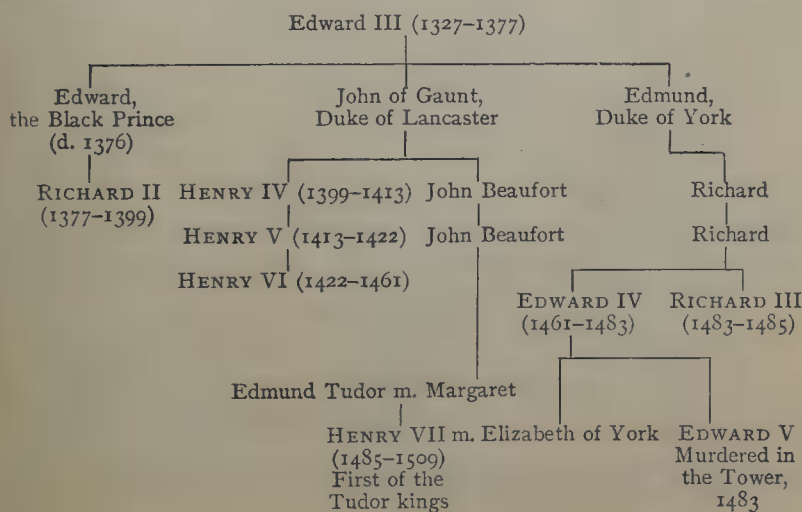 Edward III (1327–1377)
Edward,
the Black Prince
(d. 1376)
John of Gaunt,
Duke of Lancaster
Edmund,
Duke of York
RICHARD II
(1377–1399)
HENRY IV (1399–1413) John Beaufort
Richard
HENRY V (1413–1422) John Beaufort
Richard
HENRY VI (1422–1461)
EDWARD IV
(1461–1483)
RICHARD III
(1483–1485)
Edmund Tudor m. Margaret
HENRY VII m. Elizabeth of York
(1485–1509)
First of the
Tudor kings
EDWARD V
Murdered in
the Tower,
1483